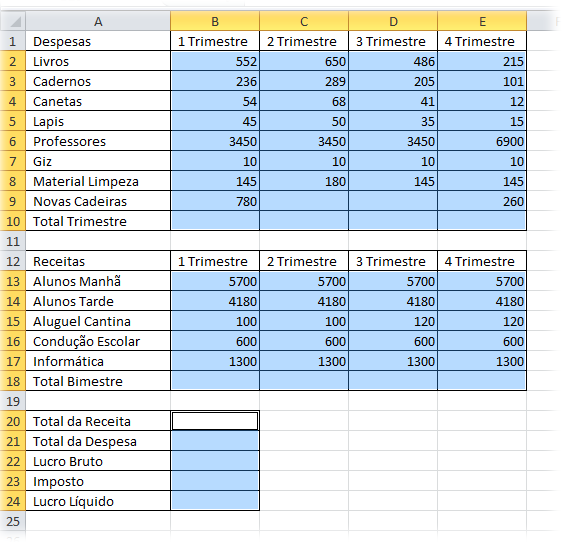 A B C D E
1 Despesas 1 Trimestre 2 Trimestre 3 Trimestre 4 Trimestre
2 Livros 552 650 486 215
3 Cadernos 236 289 205 101
4 Canetas 54 68 41 12
5 Lapis 45 50 35 15
6 Professores 3450 3450 3450 6900
7 Giz 10 10 10 10
8 Material Limpeza 145 180 145 145
9 Novas Cadeiras 780 260
10 Total Trimestre
11
12 Receitas 1 Trimestre 2 Trimestre 3 Trimestre 4 Trimestre
13 Alunos Manhã 5700 5700 5700 5700
14 Alunos Tarde 4180 4180 4180 4180
15 Aluguel Cantina 100 100 120 120
16 Condução Escolar 600 600 600 600
17 Informática 1300 1300 1300 1300
18 Total Bimestre
19
20 Total da Receita
21 Total da Despesa
22 Lucro Bruto
23 Imposto
24 Lucro Líquido
25